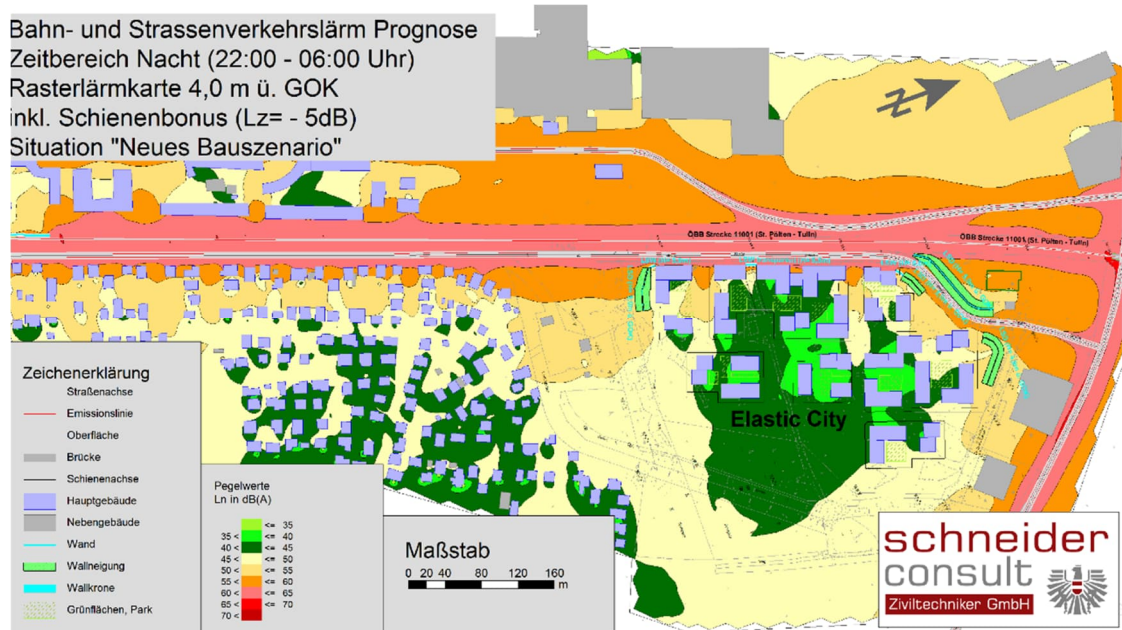 Bahn- und Strassenverkehrslärm Prognose
Zeitbereich Nacht (22:00 - 06:00 Uhr)
Rasterlärmkarte 4,0 m ü. GOK
inkl. Schienenbonus (Lz= - 5dB)
Situation "Neues Bauszenario"
ÖBB Strecke 11001 (St. Pölten - Tulln)
ÖBB Strecke 11001 (St. Pölten - Tulln)
Elastic City
Zeichenerklärung
Straßenachse
Emissionslinie
Oberfläche
Brücke
Schienenachse
Hauptgebäude
Nebengebäude
Wand
Wallneigung
Wallkrone
Grünflächen, Park
Pegelwerte
Ln in dB(A)
<= 35
35 < <= 40
40 < <= 45
45 < <= 50
50 < <= 55
55 < <= 60
60 < <= 65
65 < <= 70
70 <
Maßstab
0 20 40 80 120 160
m
schneider
consult
Ziviltechniker GmbH